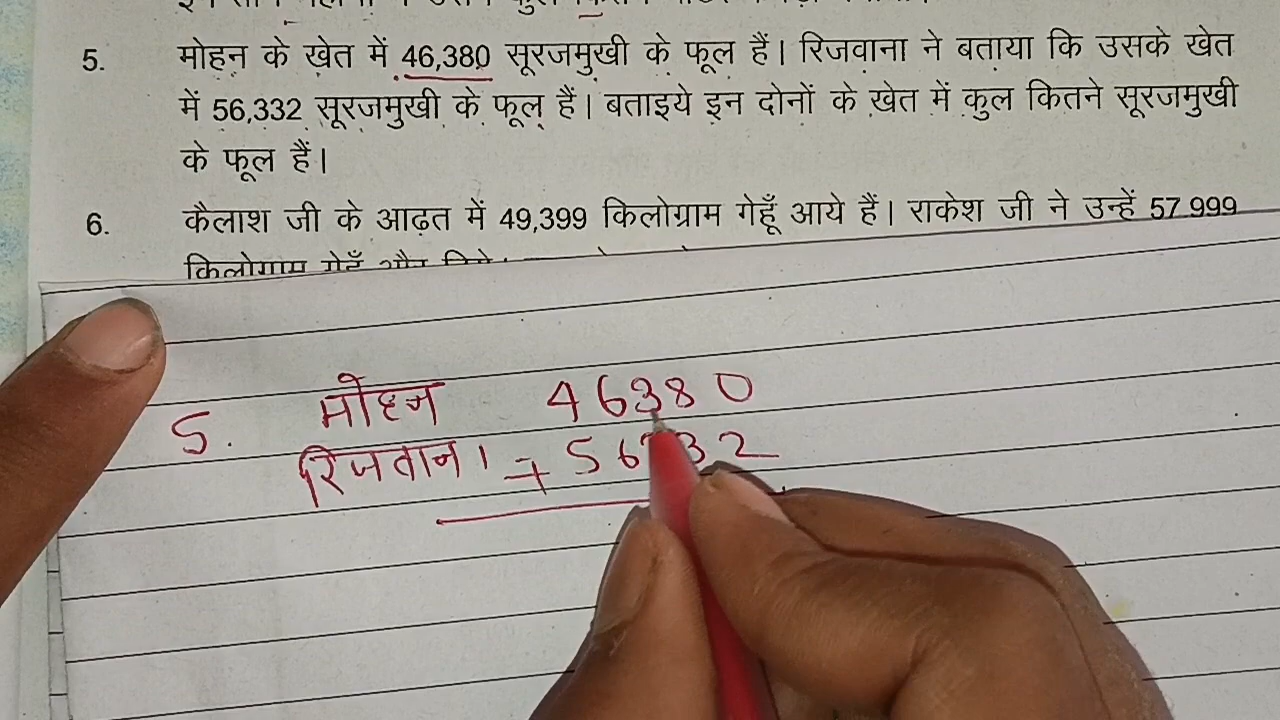 5. मोहन के खेत में 46,380 सूरजमुखी के फूल हैं। रिजवाना ने बताया कि उसके खेत
में 56,332 सूरजमुखी के फूल हैं। बताइये इन दोनों के खेत में कुल कितने सूरजमुखी
के फूल हैं।
6. कैलाश जी के आढ़त में 49,399 किलोग्राम गेहूँ आये हैं। राकेश जी ने उन्हें 57,999
किलोग्राम गेहूँ और
5. मोहन 46380
रिजवाना + 56332